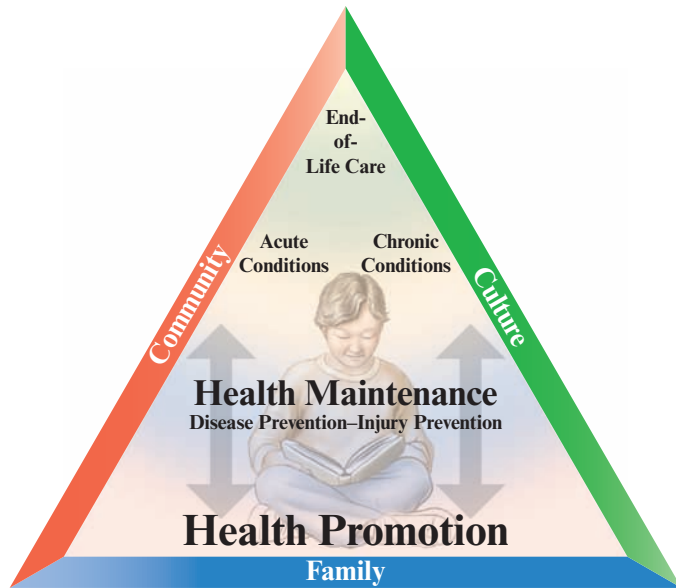 End-
of-
Life Care
Acute
Conditions
Chronic
Conditions
Community
Culture
Health Maintenance
Disease Prevention–Injury Prevention
Health Promotion
Family